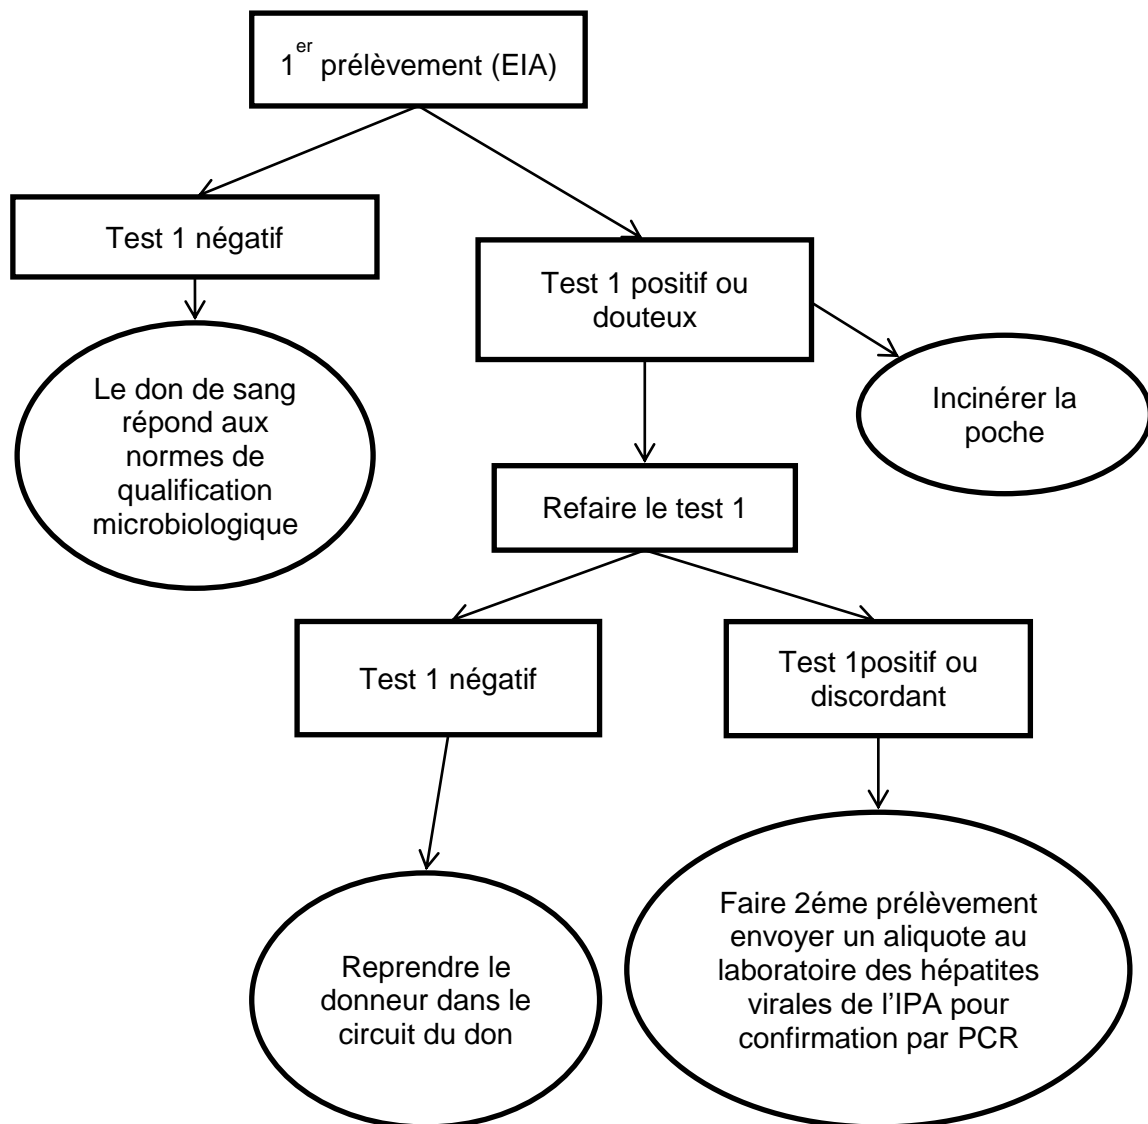 1er prélèvement (EIA)
Test 1 négatif
Test 1 positif ou
douteux
Le don de sang
répond aux
normes de
qualification
microbiologique
Incinérer la
poche
Refaire le test 1
Test 1 négatif
Test 1positif ou
discordant
Reprendre le
donneur dans le
circuit du don
Faire 2éme prélèvement
envoyer un aliquote au
laboratoire des hépatites
virales de l’IPA pour
confirmation par PCR